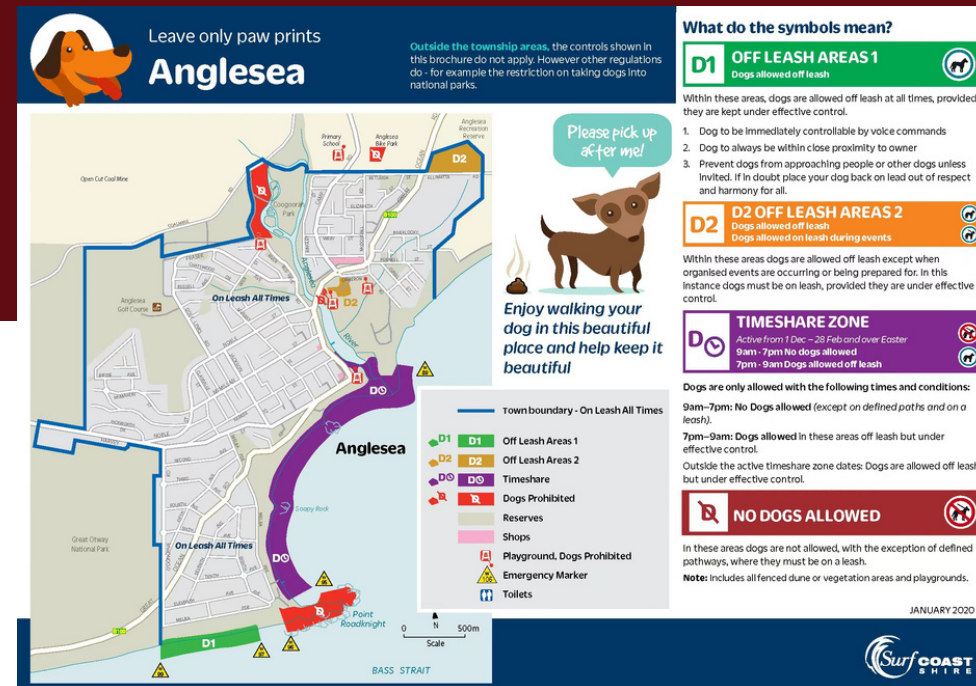 Leave only paw prints
Anglesea
Outside the township areas, the controls shown in
this brochure do not apply. However other regulations
do - for example the restriction on taking dogs into
national parks.
Primary
School
Anglesea
Bike Park
Anglesea
Recreation
Reserve
D2
Open Cut Coal Mine
Coogoorah
Park
Anglesea
River
On Leash All Times
D2
Anglesea
Golf Course
D
Anglesea
Soapy Rock
Great Otway
National Park
On Leash All Times
D
Point
Roadknight
D1
BASS STRAIT
Please pick up
after me!
Enjoy walking your
dog in this beautiful
place and help keep it
beautiful
Town boundary - On Leash All Times
D1 D1 Off Leash Areas 1
D2 D2 Off Leash Areas 2
D D Timeshare
D D Dogs Prohibited
Reserves
Shops
Playground, Dogs Prohibited
Emergency Marker
Toilets
N
0 500m
Scale
What do the symbols mean?
D1 OFF LEASH AREAS 1
Dogs allowed off leash
Within these areas, dogs are allowed off leash at all times, provided
they are kept under effective control.
1. Dog to be immediately controllable by voice commands
2. Dog to always be within close proximity to owner
3. Prevent dogs from approaching people or other dogs unless
invited. If in doubt place your dog back on lead out of respect
and harmony for all.
D2 D2 OFF LEASH AREAS 2
Dogs allowed off leash
Dogs allowed on leash during events
Within these areas dogs are allowed off leash except when
organised events are occurring or being prepared for. In this
instance dogs must be on leash, provided they are under effective
control.
D TIMESHARE ZONE
Active from 1 Dec – 28 Feb and over Easter
9am - 7pm No dogs allowed
7pm - 9am Dogs allowed off leash
Dogs are only allowed with the following times and conditions:
9am–7pm: No Dogs allowed (except on defined paths and on a
leash).
7pm–9am: Dogs allowed in these areas off leash but under
effective control.
Outside the active timeshare zone dates: Dogs are allowed off leash
but under effective control.
D NO DOGS ALLOWED
In these areas dogs are not allowed, with the exception of defined
pathways, where they must be on a leash.
Note: Includes all fenced dune or vegetation areas and playgrounds.
JANUARY 2020
Surf COAST
SHIRE